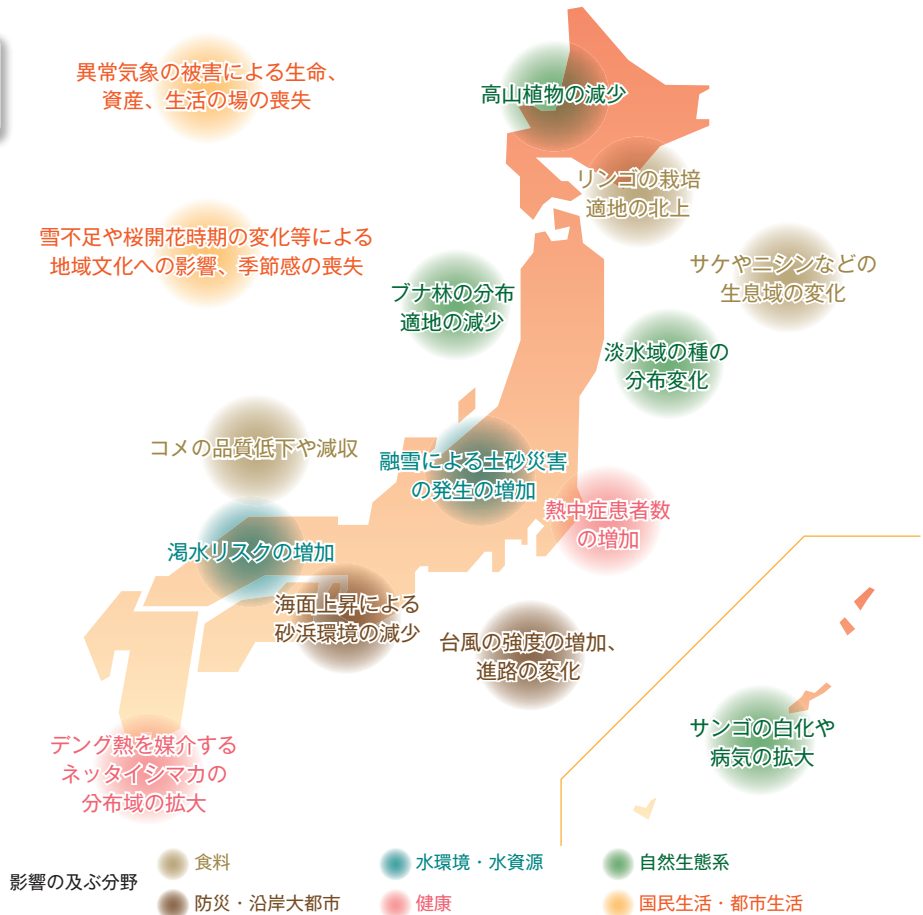 異常気象の被害による生命、
資産、生活の場の喪失
高山植物の減少
リンゴの栽培
適地の北上
雪不足や桜開花時期の変化等による
地域文化への影響、季節感の喪失
サケやニシンなどの
生息域の変化
ブナ林の分布
適地の減少
淡水域の種の
分布変化
コメの品質低下や減収
融雪による土砂災害
の発生の増加
熱中症患者数
の増加
渇水リスクの増加
海面上昇による
砂浜環境の減少
台風の強度の増加、
進路の変化
サンゴの白化や
病気の拡大
デング熱を媒介する
ネッタイシマカの
分布域の拡大
影響の及ぶ分野
食料
水環境・水資源
自然生態系
防災・沿岸大都市
健康
国民生活・都市生活